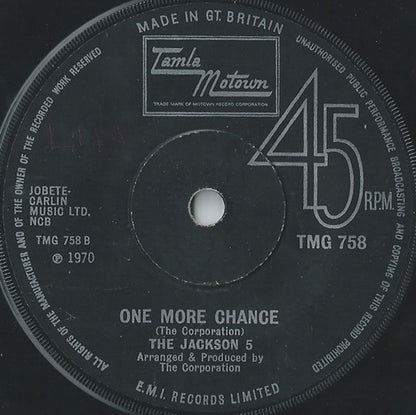 MADE IN GT. BRITAIN
UNAUTHORISED PUBLIC PERFORMANCE BROADCASTING AND COPYING OF THIS RECORD PROHIBITED
ALL RIGHTS OF THE MANUFACTURER AND OF THE OWNER OF THE RECORDED WORK RESERVED
Tamla
Motown
TRADE MARK OF MOTOWN RECORD CORPORATION
45
R.P.M.
TMG 758
JOBETE-
CARLIN
MUSIC LTD.
NCB
TMG 758 B
℗ 1970
ONE MORE CHANCE
(The Corporation)
THE JACKSON 5
Arranged & Produced by
The Corporation
E.M.I. RECORDS LIMITED